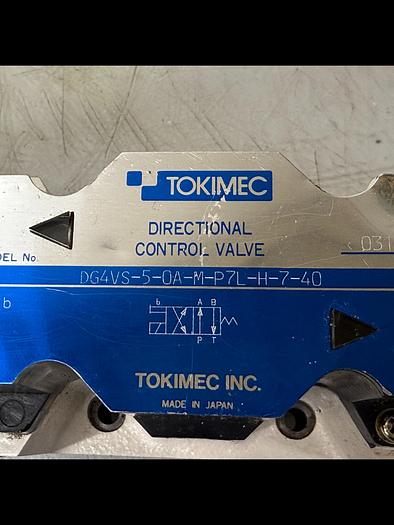 TOKIMEC
DIRECTIONAL
CONTROL VALVE
DEL No.
031
DG4VS-5-0A-M-P7L-H-7-40
b
b
A B
P T
TOKIMEC INC.
MADE IN JAPAN